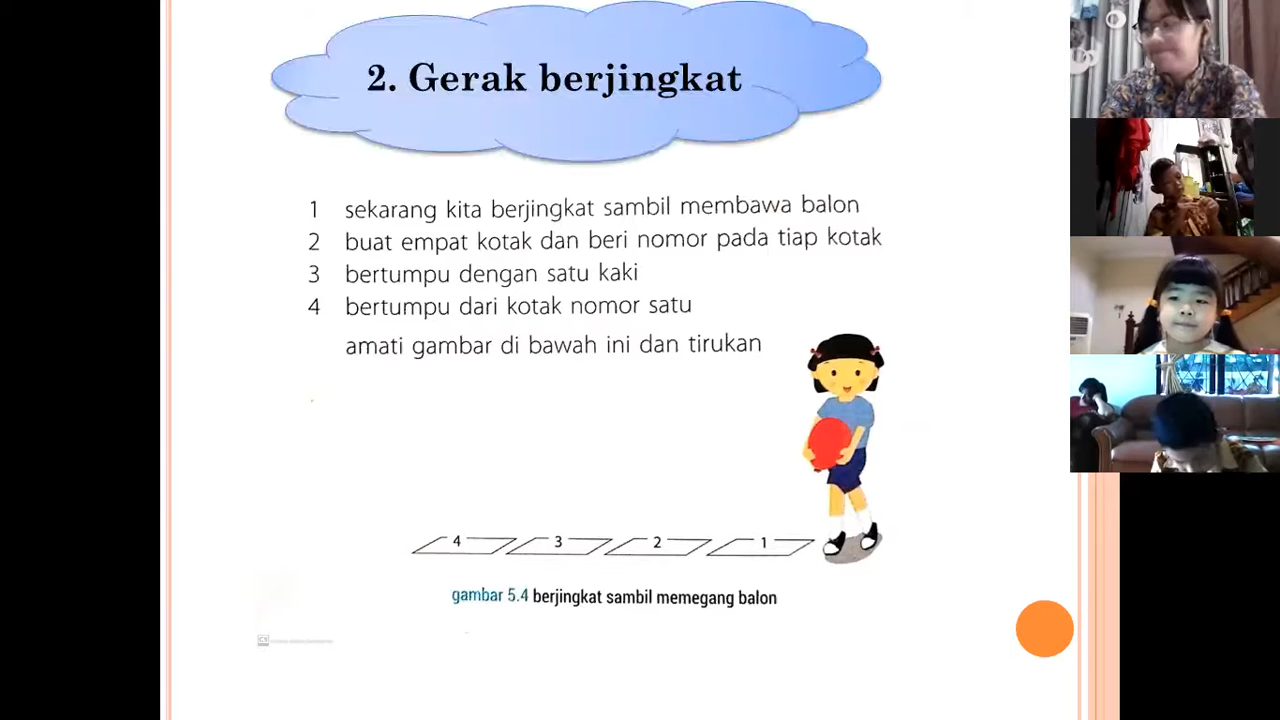 2. Gerak berjingkat
1 sekarang kita berjingkat sambil membawa balon
2 buat empat kotak dan beri nomor pada tiap kotak
3 bertumpu dengan satu kaki
4 bertumpu dari kotak nomor satu
amati gambar di bawah ini dan tirukan
4 3 2 1
gambar 5.4 berjingkat sambil memegang balon
CS